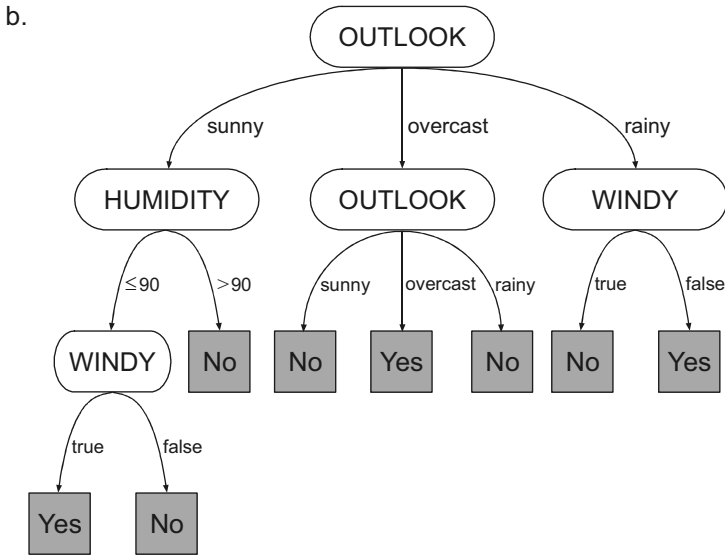 b.
OUTLOOK
sunny
overcast
rainy
HUMIDITY
OUTLOOK
WINDY
≤90
>90
sunny
overcast
rainy
true
false
WINDY
No
No
Yes
No
No
Yes
true
false
Yes
No